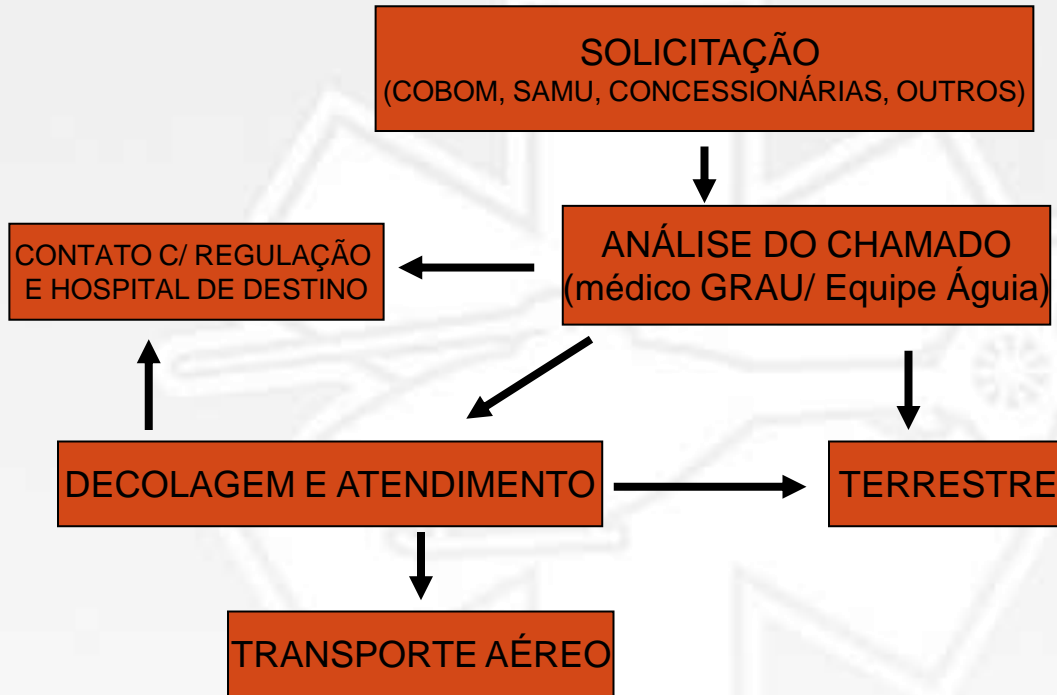 SOLICITAÇÃO
(COBOM, SAMU, CONCESSIONÁRIAS, OUTROS)
ANÁLISE DO CHAMADO
(médico GRAU/ Equipe Águia)
CONTATO C/ REGULAÇÃO
E HOSPITAL DE DESTINO
DECOLAGEM E ATENDIMENTO
TERRESTRE
TRANSPORTE AÉREO